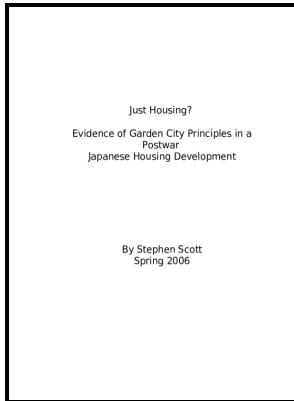 Just Housing?
Evidence of Garden City Principles in a
Postwar
Japanese Housing Development
By Stephen Scott
Spring 2006